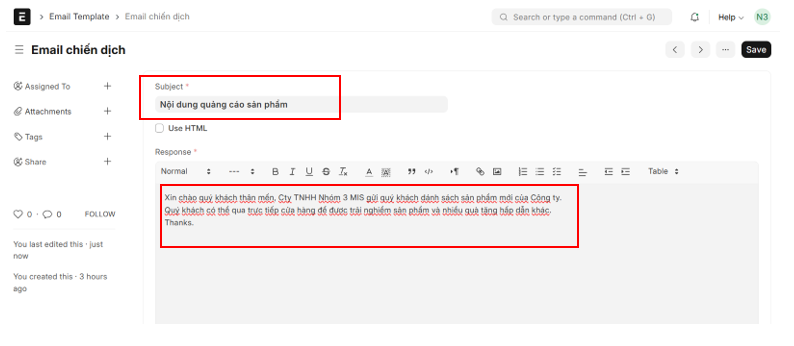 E > Email Template > Email chiến dịch
Search or type a command (Ctrl + G)
Help
N3
Email chiến dịch
Save
Assigned To +
Attachments +
Tags +
Share +
0 · 0 FOLLOW
You last edited this · just
now
You created this · 3 hours
ago
Subject *
Nội dung quảng cáo sản phẩm
Use HTML
Response *
Normal --- B I U S Tx A A Table
Xin chào quý khách thân mến, Cty TNHH Nhóm 3 MIS gửi quý khách dánh sách sản phẩm mới của Công ty.
Quý khách có thể qua trực tiếp cửa hàng để được trải nghiếm sản phẩm và nhiều quà tặng hấp dẫn khác.
Thanks.